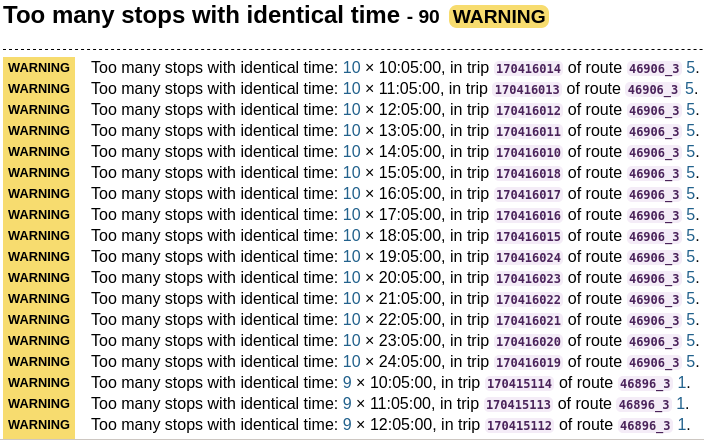 Too many stops with identical time - 90 WARNING
WARNING Too many stops with identical time: 10 × 10:05:00, in trip 170416014 of route 46906_3 5.
WARNING Too many stops with identical time: 10 × 11:05:00, in trip 170416013 of route 46906_3 5.
WARNING Too many stops with identical time: 10 × 12:05:00, in trip 170416012 of route 46906_3 5.
WARNING Too many stops with identical time: 10 × 13:05:00, in trip 170416011 of route 46906_3 5.
WARNING Too many stops with identical time: 10 × 14:05:00, in trip 170416010 of route 46906_3 5.
WARNING Too many stops with identical time: 10 × 15:05:00, in trip 170416018 of route 46906_3 5.
WARNING Too many stops with identical time: 10 × 16:05:00, in trip 170416017 of route 46906_3 5.
WARNING Too many stops with identical time: 10 × 17:05:00, in trip 170416016 of route 46906_3 5.
WARNING Too many stops with identical time: 10 × 18:05:00, in trip 170416015 of route 46906_3 5.
WARNING Too many stops with identical time: 10 × 19:05:00, in trip 170416024 of route 46906_3 5.
WARNING Too many stops with identical time: 10 × 20:05:00, in trip 170416023 of route 46906_3 5.
WARNING Too many stops with identical time: 10 × 21:05:00, in trip 170416022 of route 46906_3 5.
WARNING Too many stops with identical time: 10 × 22:05:00, in trip 170416021 of route 46906_3 5.
WARNING Too many stops with identical time: 10 × 23:05:00, in trip 170416020 of route 46906_3 5.
WARNING Too many stops with identical time: 10 × 24:05:00, in trip 170416019 of route 46906_3 5.
WARNING Too many stops with identical time: 9 × 10:05:00, in trip 170415114 of route 46896_3 1.
WARNING Too many stops with identical time: 9 × 11:05:00, in trip 170415113 of route 46896_3 1.
WARNING Too many stops with identical time: 9 × 12:05:00, in trip 170415112 of route 46896_3 1.